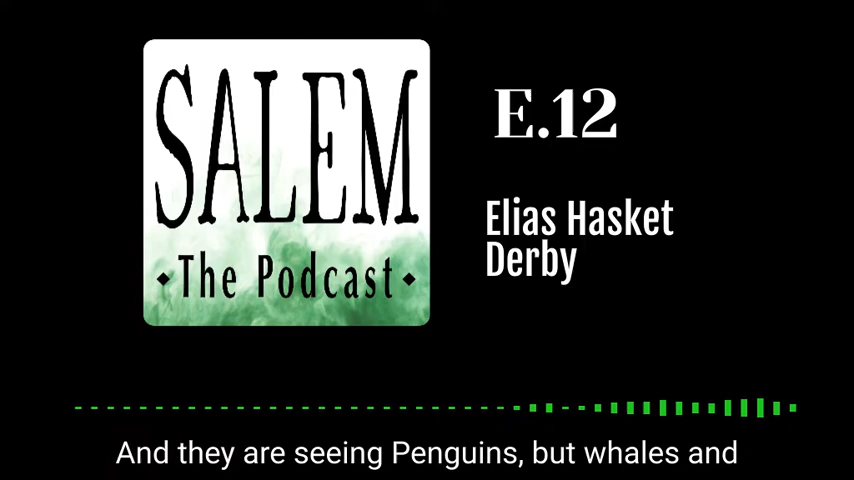 SALEM
• The Podcast •
E.12
Elias Hasket
Derby
And they are seeing Penguins, but whales and